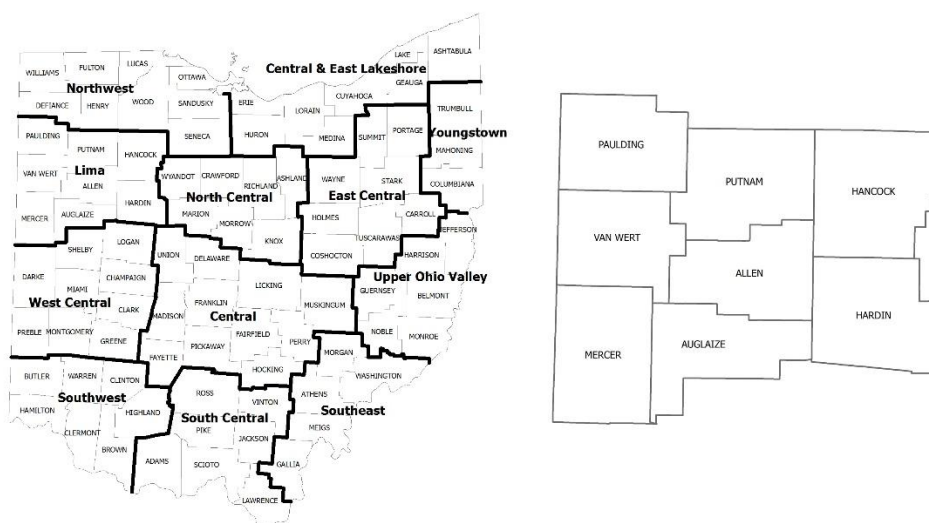 LAKE
ASHTABULA
LUCAS
FULTON
WILLIAMS
OTTAWA
Central & East Lakeshore
GEAUGA
Northwest
CUYAHOGA
DEFIANCE
HENRY
WOOD
SANDUSKY
ERIE
LORAIN
TRUMBULL
PAULDING
SENECA
HURON
MEDINA
SUMMIT
PORTAGE
Youngstown
PUTNAM
HANCOCK
MAHONING
VAN WERT
Lima
WYANDOT
CRAWFORD
RICHLAND
ASHLAND
WAYNE
STARK
COLUMBIANA
ALLEN
North Central
East Central
MERCER
AUGLAIZE
HARDIN
MARION
MORROW
HOLMES
CARROLL
KNOX
TUSCARAWAS
JEFFERSON
SHELBY
LOGAN
UNION
DELAWARE
COSHOCTON
HARRISON
DARKE
CHAMPAIGN
LICKING
Upper Ohio Valley
MIAMI
GUERNSEY
BELMONT
West Central
FRANKLIN
MUSKINGUM
CLARK
MADISON
Central
PREBLE
MONTGOMERY
FAIRFIELD
NOBLE
MONROE
GREENE
PICKAWAY
PERRY
FAYETTE
HOCKING
MORGAN
BUTLER
WARREN
CLINTON
WASHINGTON
Southwest
ROSS
VINTON
ATHENS
HAMILTON
HIGHLAND
South Central
Southeast
CLERMONT
PIKE
MEIGS
BROWN
JACKSON
ADAMS
SCIOTO
GALLIA
LAWRENCE
PAULDING
PUTNAM
HANCOCK
VAN WERT
ALLEN
HARDIN
MERCER
AUGLAIZE